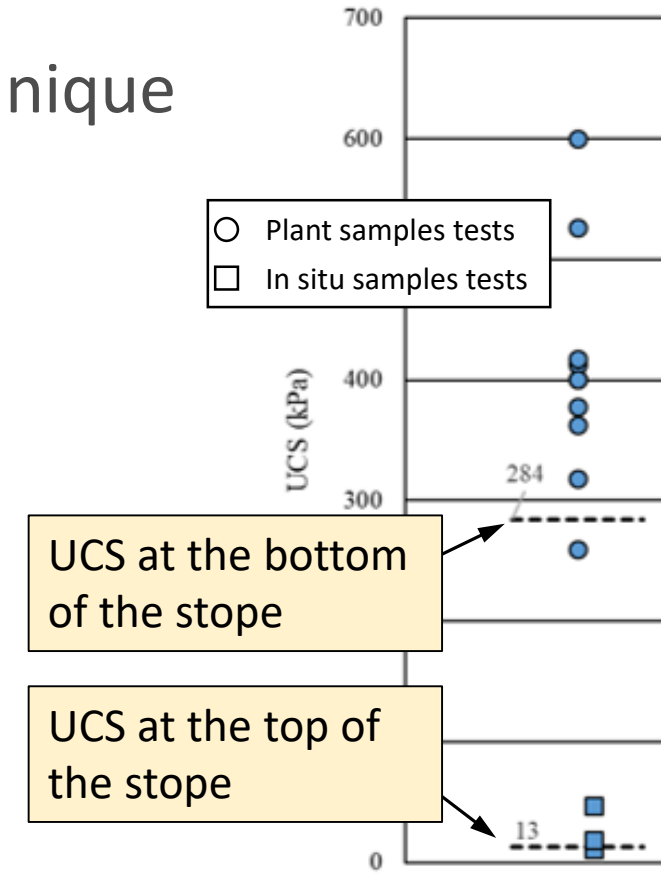 nique
700
600
Plant samples tests
In situ samples tests
400
UCS (kPa)
284
300
UCS at the bottom
of the stope
UCS at the top of
the stope
13
0